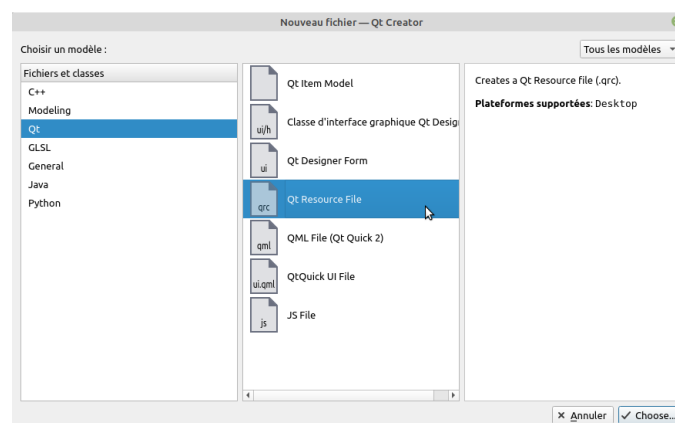 Nouveau fichier — Qt Creator
Choisir un modèle :
Tous les modèles
Fichiers et classes
C++
Modeling
Qt
GLSL
General
Java
Python
Qt Item Model
ui/h
Classe d'interface graphique Qt Desig
ui
Qt Designer Form
qrc
Qt Resource File
qml
QML File (Qt Quick 2)
ui.qml
QtQuick UI File
js
JS File
Creates a Qt Resource file (.qrc).
Plateformes supportées: Desktop
Annuler
Choose...